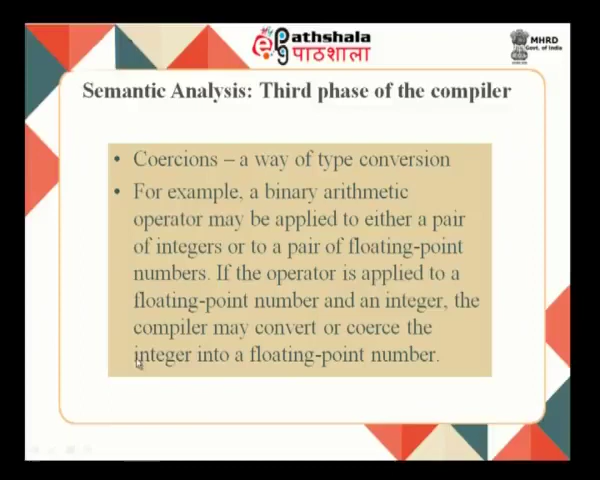 Pathshala
पाठशाला
MHRD
Govt. of India
Semantic Analysis: Third phase of the compiler
• Coercions – a way of type conversion
• For example, a binary arithmetic
operator may be applied to either a pair
of integers or to a pair of floating-point
numbers. If the operator is applied to a
floating-point number and an integer, the
compiler may convert or coerce the
integer into a floating-point number.